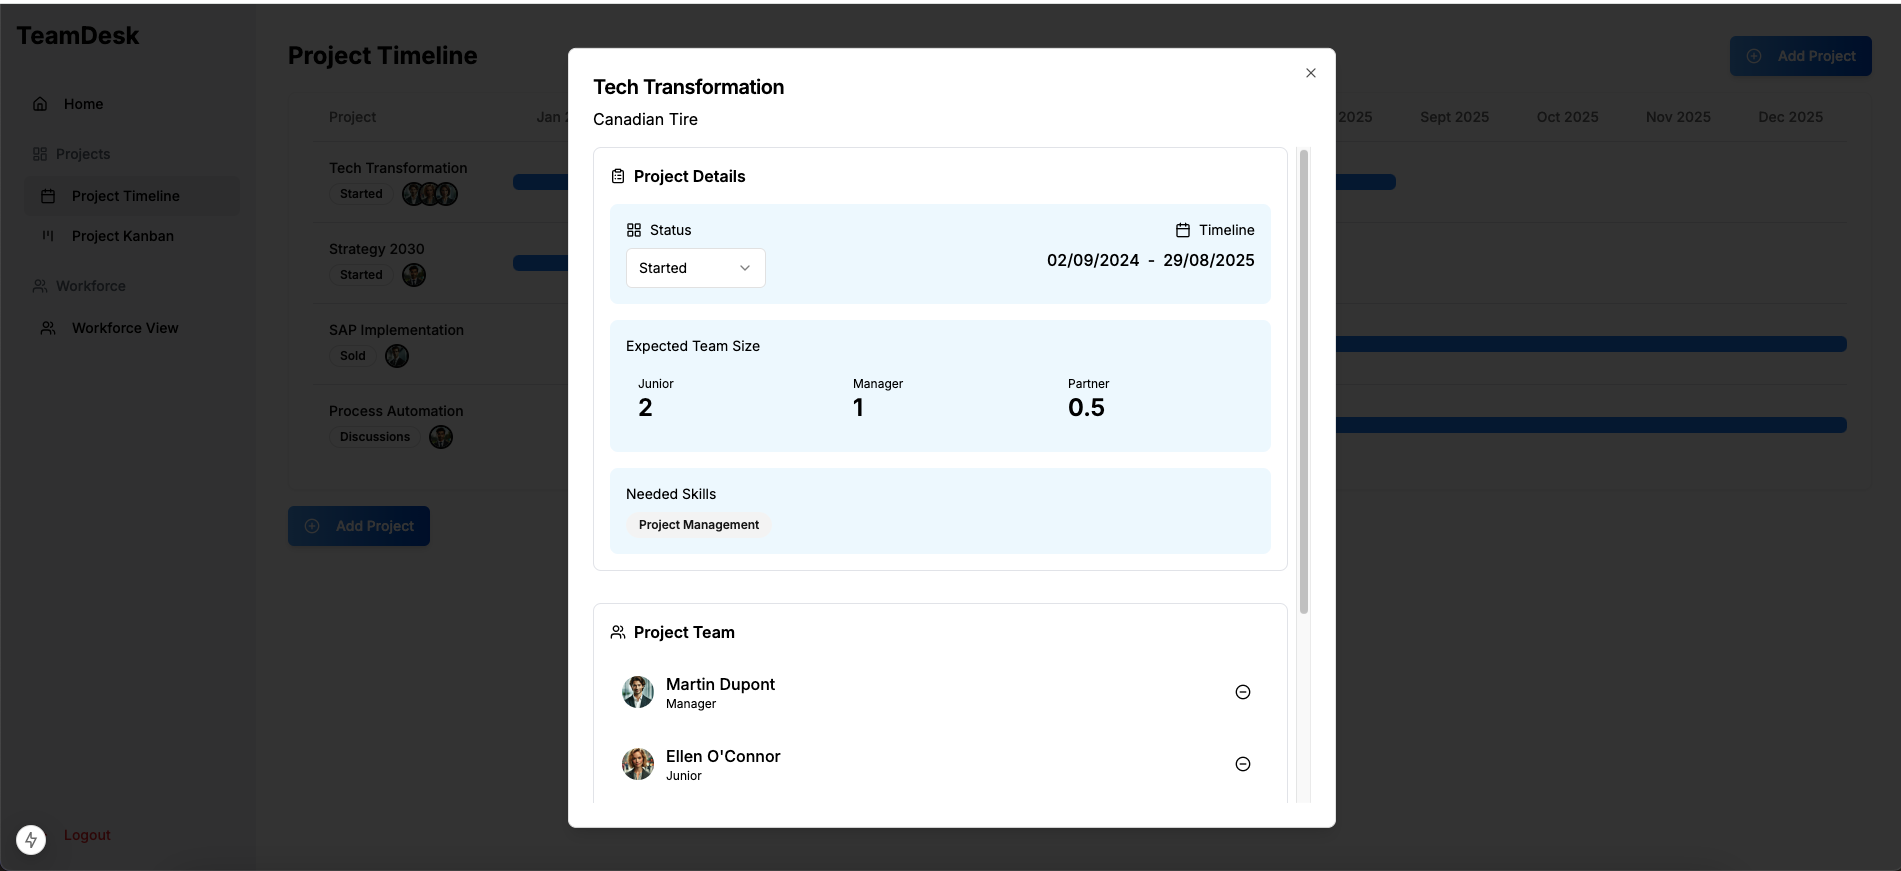 TeamDesk
Home
Projects
Project Timeline
Project Kanban
Workforce
Workforce View
Logout
Project Timeline
Add Project
Project Jan 2025 Sept 2025 Oct 2025 Nov 2025 Dec 2025
Tech Transformation
Started
Strategy 2030
Started
SAP Implementation
Sold
Process Automation
Discussions
Add Project
Tech Transformation
Canadian Tire
Project Details
Status Timeline
Started 02/09/2024 - 29/08/2025
Expected Team Size
Junior Manager Partner
2 1 0.5
Needed Skills
Project Management
Project Team
Martin Dupont
Manager
Ellen O'Connor
Junior